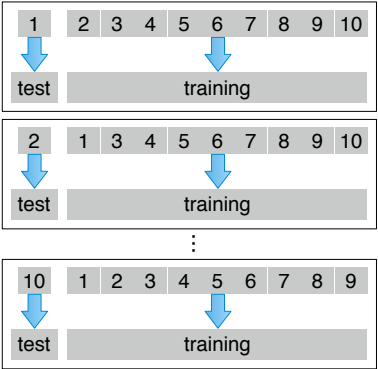 1 2 3 4 5 6 7 8 9 10
test training
2 1 3 4 5 6 7 8 9 10
test training
⋮
10 1 2 3 4 5 6 7 8 9
test training